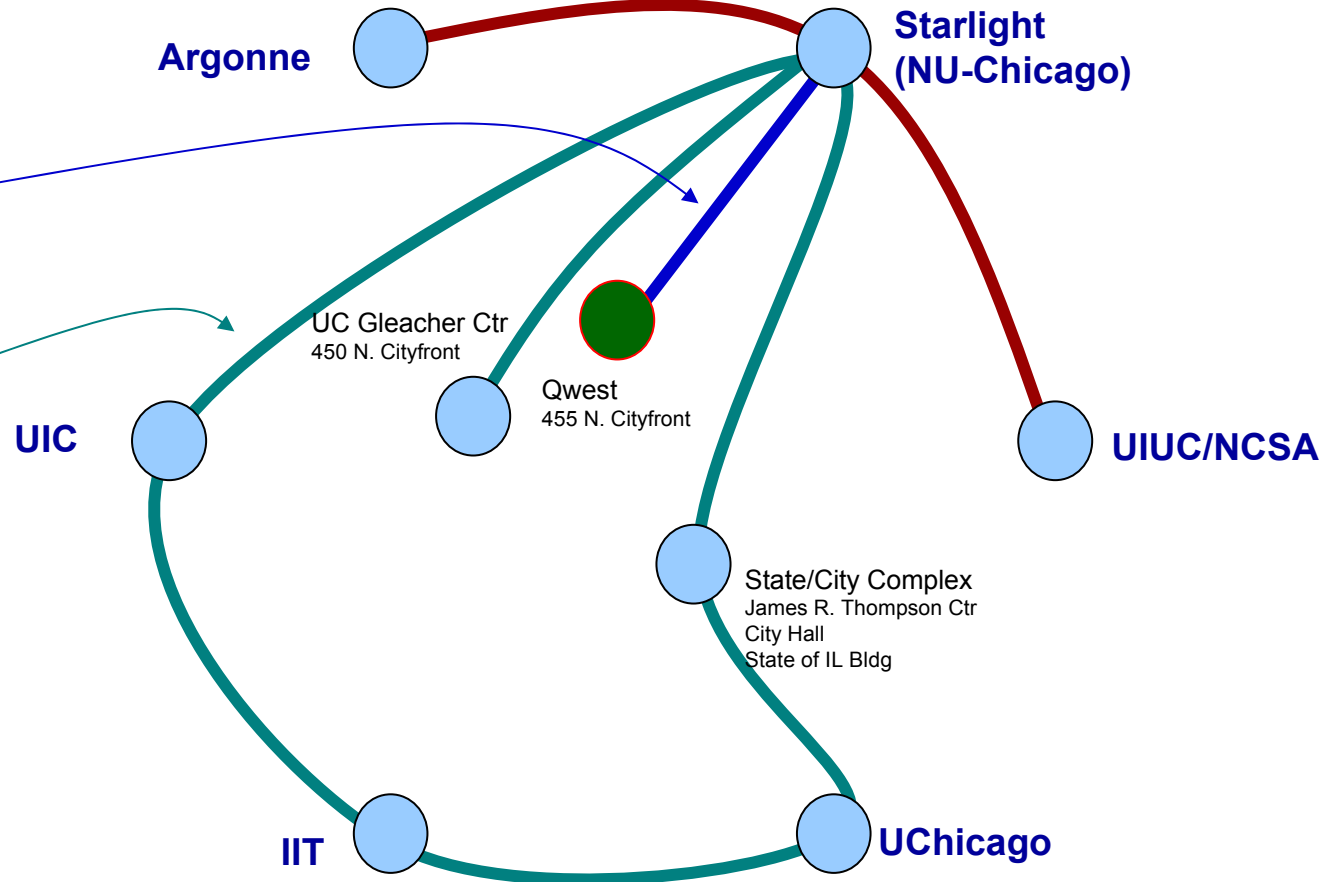 Starlight
(NU-Chicago)
Argonne
UC Gleacher Ctr
450 N. Cityfront
Qwest
455 N. Cityfront
UIC
UIUC/NCSA
State/City Complex
James R. Thompson Ctr
City Hall
State of IL Bldg
IIT
UChicago